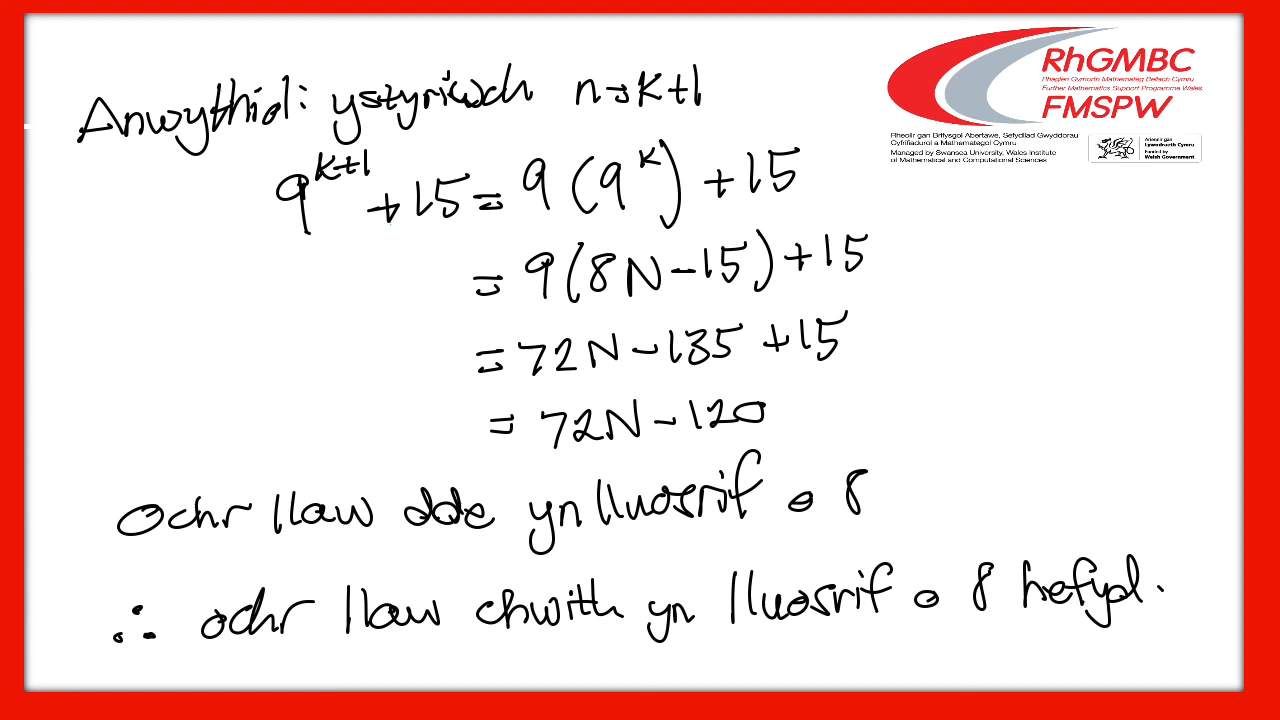 RhGMBC
Rhaglen Gymorth Mathemateg Bellach Cymru
Further Mathematics Support Programme Wales
FMSPW
Rheolir gan Brifysgol Abertawe, Sefydliad Gwyddorau
Cyfrifiadurol a Mathemategol Cymru
Managed by Swansea University, Wales Institute
of Mathematical and Computational Sciences
Ariennir gan
Lywodraeth Cymru
Funded by
Welsh Government
Anwythiol: ystyriwch n→k+1
9^{k+1} + 15 = 9(9^k) + 15
= 9(8N - 15) + 15
= 72N - 135 + 15
= 72N - 120
Ochr llaw dde yn lluosrif o 8
∴ ochr llaw chwith yn lluosrif o 8 hefyd.